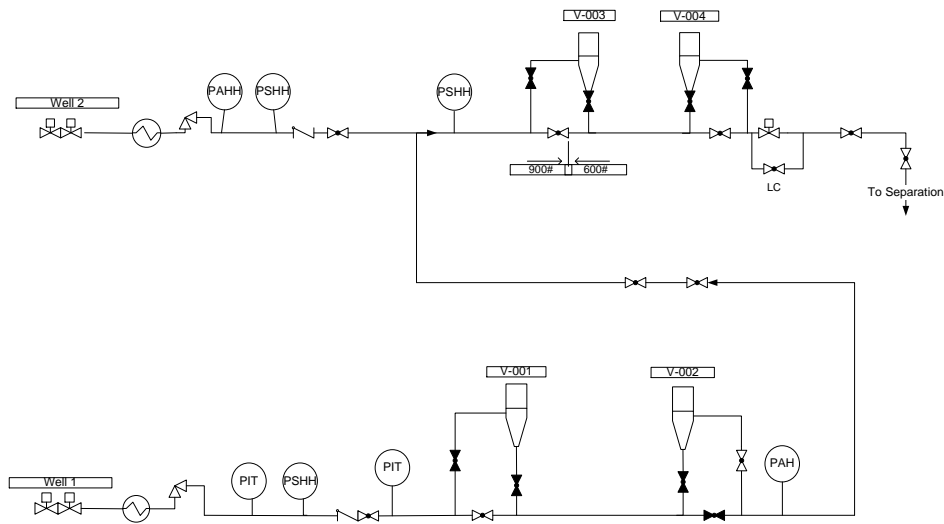 V-003
V-004
PAHH
PSHH
PSHH
Well 2
900#
600#
LC
To Separation
V-001
V-002
PIT
PSHH
PIT
PAH
Well 1